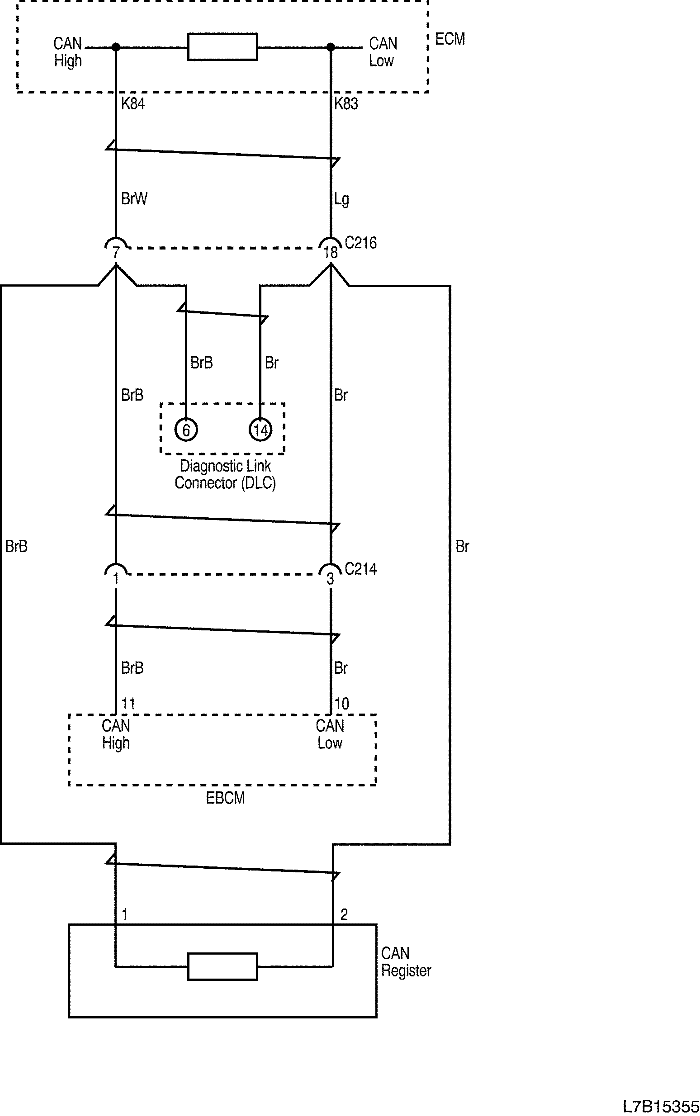 CAN High
CAN Low
ECM
K84
K83
BrW
Lg
C216
7
18
BrB
Br
BrB
Br
6
14
Diagnostic Link
Connector (DLC)
BrB
Br
C214
1
3
BrB
Br
11
10
CAN High
CAN Low
EBCM
1
2
CAN
Register
L7B15355